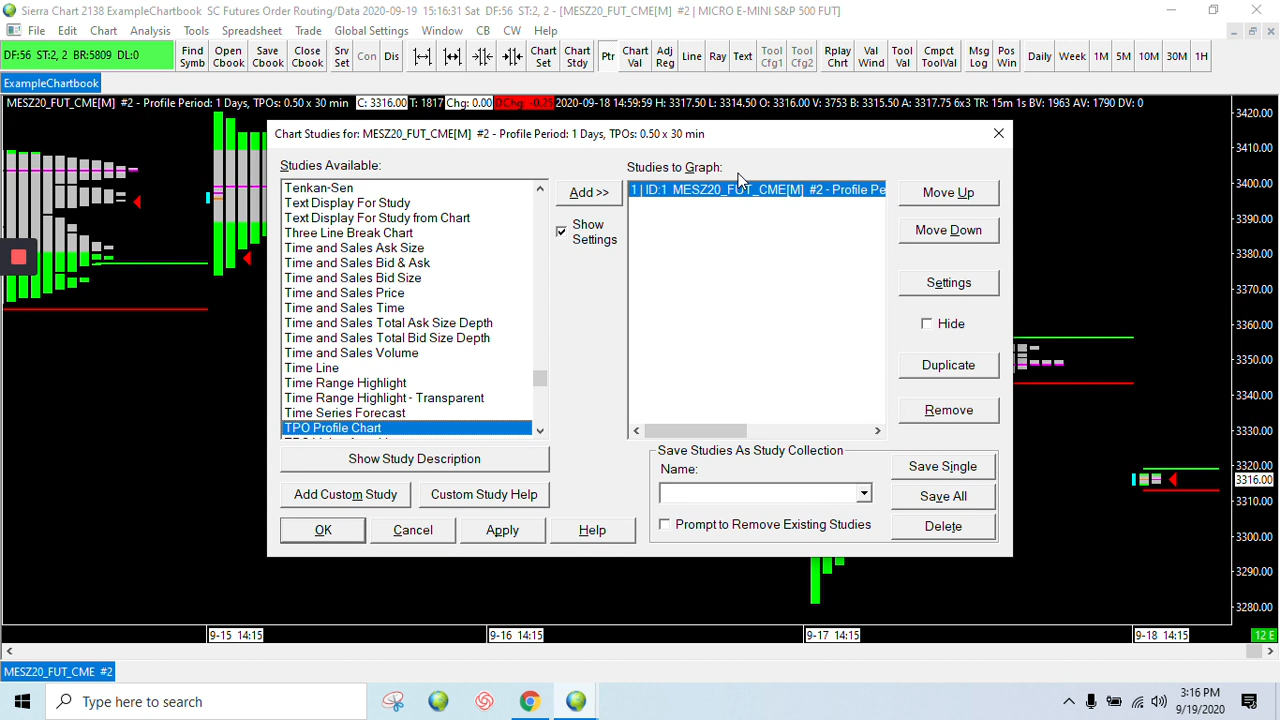 Sierra Chart 2138 ExampleChartbook SC Futures Order Routing/Data 2020-09-19 15:16:31 Sat DF:56 ST:2, 2 - [MESZ20_FUT_CME[M] #2 | MICRO E-MINI S&P 500 FUT]
File Edit Chart Analysis Tools Spreadsheet Trade Global Settings Window CB CW Help
DF:56 ST:2, 2 BR:5809 DL:0
Find Symb
Open Cbook
Save Cbook
Close Cbook
Srv Set
Con
Dis
Chart Set
Chart Stdy
Ptr
Chart Val
Adj Reg
Line
Ray
Text
Tool Cfg1
Tool Cfg2
Rplay Chrt
Val Wind
Tool Val
Cmpct ToolVal
Msg Log
Pos Win
Daily
Week
1M
5M
10M
30M
1H
ExampleChartbook
MESZ20_FUT_CME[M] #2 - Profile Period: 1 Days, TPOs: 0.50 x 30 min C: 3316.00 T: 1817 Chg: 0.00 DChg: -0.25 2020-09-18 14:59:59 H: 3317.50 L: 3314.50 O: 3316.00 V: 3753 B: 3315.50 A: 3317.75 6x3 TR: 15m 1s BV: 1963 AV: 1790 DV: 0
Chart Studies for: MESZ20_FUT_CME[M] #2 - Profile Period: 1 Days, TPOs: 0.50 x 30 min
Studies Available:
Tenkan-Sen
Text Display For Study
Text Display For Study from Chart
Three Line Break Chart
Time and Sales Ask Size
Time and Sales Bid & Ask
Time and Sales Bid Size
Time and Sales Price
Time and Sales Time
Time and Sales Total Ask Size Depth
Time and Sales Total Bid Size Depth
Time and Sales Volume
Time Line
Time Range Highlight
Time Range Highlight - Transparent
Time Series Forecast
TPO Profile Chart
Add >>
Show Settings
Studies to Graph:
1 | ID:1 MESZ20_FUT_CME[M] #2 - Profile Pe
Move Up
Move Down
Settings
Hide
Duplicate
Remove
Show Study Description
Add Custom Study
Custom Study Help
OK
Cancel
Apply
Help
Save Studies As Study Collection
Name:
Prompt to Remove Existing Studies
Save Single
Save All
Delete
3420.00
3410.00
3400.00
3390.00
3380.00
3370.00
3360.00
3350.00
3340.00
3330.00
3320.00
3316.00
3310.00
3300.00
3290.00
3280.00
9-15 14:15
9-16 14:15
9-17 14:15
9-18 14:15
12 E
MESZ20_FUT_CME #2
Type here to search
3:16 PM
9/19/2020